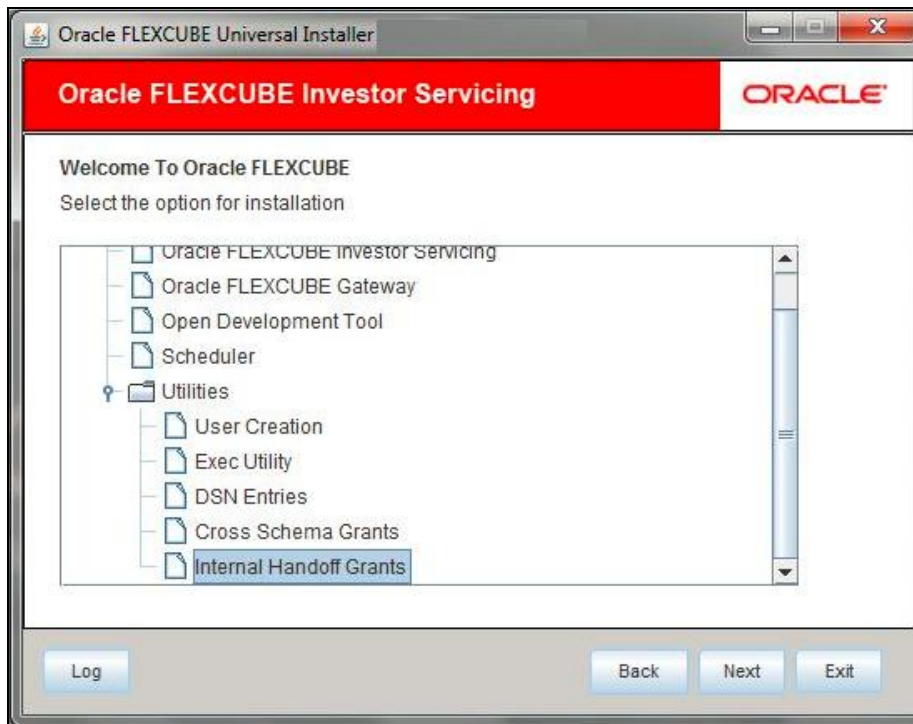 Oracle FLEXCUBE Universal Installer
Oracle FLEXCUBE Investor Servicing
ORACLE
Welcome To Oracle FLEXCUBE
Select the option for installation
Oracle FLEXCUBE Investor Servicing
Oracle FLEXCUBE Gateway
Open Development Tool
Scheduler
Utilities
User Creation
Exec Utility
DSN Entries
Cross Schema Grants
Internal Handoff Grants
Log Back Next Exit